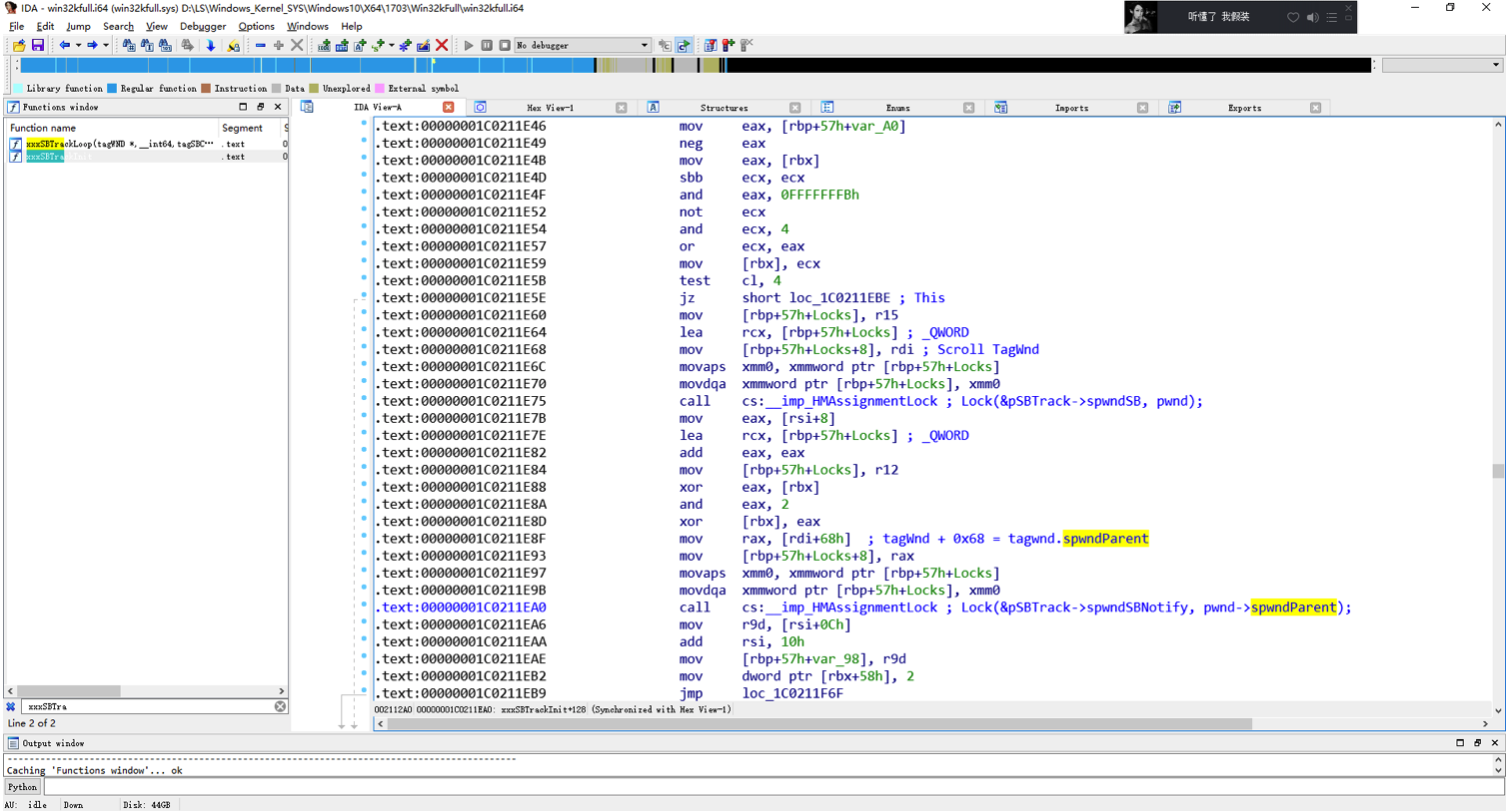 IDA - win32kfull.i64 (win32kfull.sys) D:\LS\Windows_Kernel_SYS\Windows10\X64\1703\Win32kFull\win32kfull.i64
听懂了 我假装
File Edit Jump Search View Debugger Options Windows Help
No debugger
Library function Regular function Instruction Data Unexplored External symbol
Functions window
IDA View-A Hex View-1 Structures Enums Imports Exports
Function name Segment S
xxxSBTrackLoop(tagWND *,__int64,tagSBC… .text 0
xxxSBTrackInit .text 0
.text:00000001C0211E46 mov eax, [rbp+57h+var_A0]
.text:00000001C0211E49 neg eax
.text:00000001C0211E4B mov eax, [rbx]
.text:00000001C0211E4D sbb ecx, ecx
.text:00000001C0211E4F and eax, 0FFFFFFFBh
.text:00000001C0211E52 not ecx
.text:00000001C0211E54 and ecx, 4
.text:00000001C0211E57 or ecx, eax
.text:00000001C0211E59 mov [rbx], ecx
.text:00000001C0211E5B test cl, 4
.text:00000001C0211E5E jz short loc_1C0211EBE ; This
.text:00000001C0211E60 mov [rbp+57h+Locks], r15
.text:00000001C0211E64 lea rcx, [rbp+57h+Locks] ; _QWORD
.text:00000001C0211E68 mov [rbp+57h+Locks+8], rdi ; Scroll TagWnd
.text:00000001C0211E6C movaps xmm0, xmmword ptr [rbp+57h+Locks]
.text:00000001C0211E70 movdqa xmmword ptr [rbp+57h+Locks], xmm0
.text:00000001C0211E75 call cs:__imp_HMAssignmentLock ; Lock(&pSBTrack->spwndSB, pwnd);
.text:00000001C0211E7B mov eax, [rsi+8]
.text:00000001C0211E7E lea rcx, [rbp+57h+Locks] ; _QWORD
.text:00000001C0211E82 add eax, eax
.text:00000001C0211E84 mov [rbp+57h+Locks], r12
.text:00000001C0211E88 xor eax, [rbx]
.text:00000001C0211E8A and eax, 2
.text:00000001C0211E8D xor [rbx], eax
.text:00000001C0211E8F mov rax, [rdi+68h] ; tagWnd + 0x68 = tagwnd.spwndParent
.text:00000001C0211E93 mov [rbp+57h+Locks+8], rax
.text:00000001C0211E97 movaps xmm0, xmmword ptr [rbp+57h+Locks]
.text:00000001C0211E9B movdqa xmmword ptr [rbp+57h+Locks], xmm0
.text:00000001C0211EA0 call cs:__imp_HMAssignmentLock ; Lock(&pSBTrack->spwndSBNotify, pwnd->spwndParent);
.text:00000001C0211EA6 mov r9d, [rsi+0Ch]
.text:00000001C0211EAA add rsi, 10h
.text:00000001C0211EAE mov [rbp+57h+var_98], r9d
.text:00000001C0211EB2 mov dword ptr [rbx+58h], 2
.text:00000001C0211EB9 jmp loc_1C0211F6F
xxxSBTra
002112A0 00000001C0211EA0: xxxSBTrackInit+128 (Synchronized with Hex View-1)
Line 2 of 2
Output window
Caching 'Functions window'... ok
Python
AU: idle Down Disk: 44GB